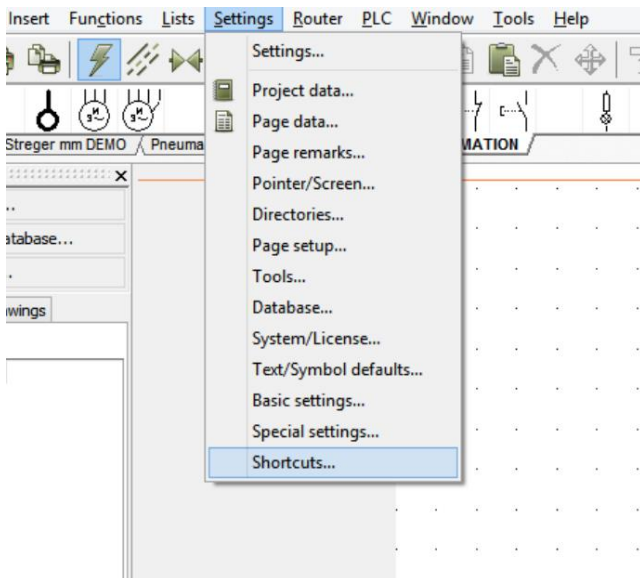 Insert Functions Lists Settings Router PLC Window Tools Help
Settings...
Project data...
Page data...
Streger mm DEMO Pneuma MATION
Page remarks...
Pointer/Screen...
..
Directories...
atabase...
Page setup...
.
Tools...
wings
Database...
System/License...
Text/Symbol defaults...
Basic settings...
Special settings...
Shortcuts...